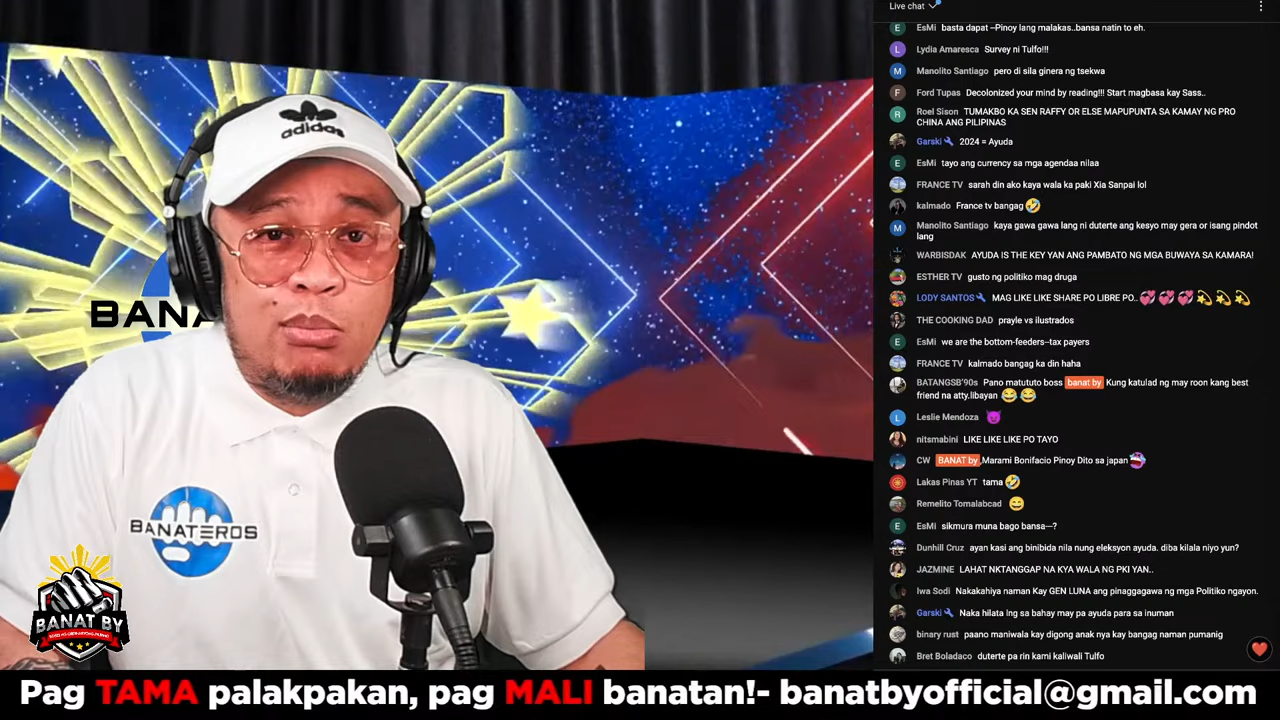 adidas
BANA
BANATEROS
BANAT BY
Live chat
EsMi basta dapat –Pinoy lang malakas..bansa natin to eh.
Lydia Amaresca Survey ni Tulfo!!!
Manolito Santiago pero di sila ginera ng tsekwa
Ford Tupas Decolonized your mind by reading!!! Start magbasa kay Sass..
Roel Sison TUMAKBO KA SEN RAFFY OR ELSE MAPUPUNTA SA KAMAY NG PRO
CHINA ANG PILIPINAS
Garski 2024 = Ayuda
EsMi tayo ang currency sa mga agendaa nilaa
FRANCE TV sarah din ako kaya wala ka paki Xia Sanpai lol
kalmado France tv bangag 🤣
Manolito Santiago kaya gawa gawa lang ni duterte ang kesyo may gera or isang pindot
lang
WARBISDAK AYUDA IS THE KEY YAN ANG PAMBATO NG MGA BUWAYA SA KAMARA!
ESTHER TV gusto ng politiko mag druga
LODY SANTOS MAG LIKE LIKE SHARE PO LIBRE PO.. 💞💞💞💫💫💫
THE COOKING DAD prayle vs ilustrados
EsMi we are the bottom-feeders--tax payers
FRANCE TV kalmado bangag ka din haha
BATANGSB'90s Pano matututo boss banat by Kung katulad ng may roon kang best
friend na atty.libayan 😂😂
Leslie Mendoza 😈
nitsmabini LIKE LIKE LIKE PO TAYO
CW BANAT by,Marami Bonifacio Pinoy Dito sa japan
Lakas Pinas YT tama 🤣
Remelito Tomalabcad 😄
EsMi sikmura muna bago bansa---?
Dunhill Cruz ayan kasi ang binibida nila nung eleksyon ayuda. diba kilala niyo yun?
JAZMINE LAHAT NKTANGGAP NA KYA WALA NG PKI YAN..
Iwa Sodi Nakakahiya naman Kay GEN LUNA ang pinaggagawa ng mga Politiko ngayon.
Garski Naka hilata lng sa bahay may pa ayuda para sa inuman
binary rust paano maniwala kay digong anak nya kay bangag naman pumanig
Bret Boladaco duterte pa rin kami kaliwali Tulfo
Pag TAMA palakpakan, pag MALI banatan!- banatbyofficial@gmail.com